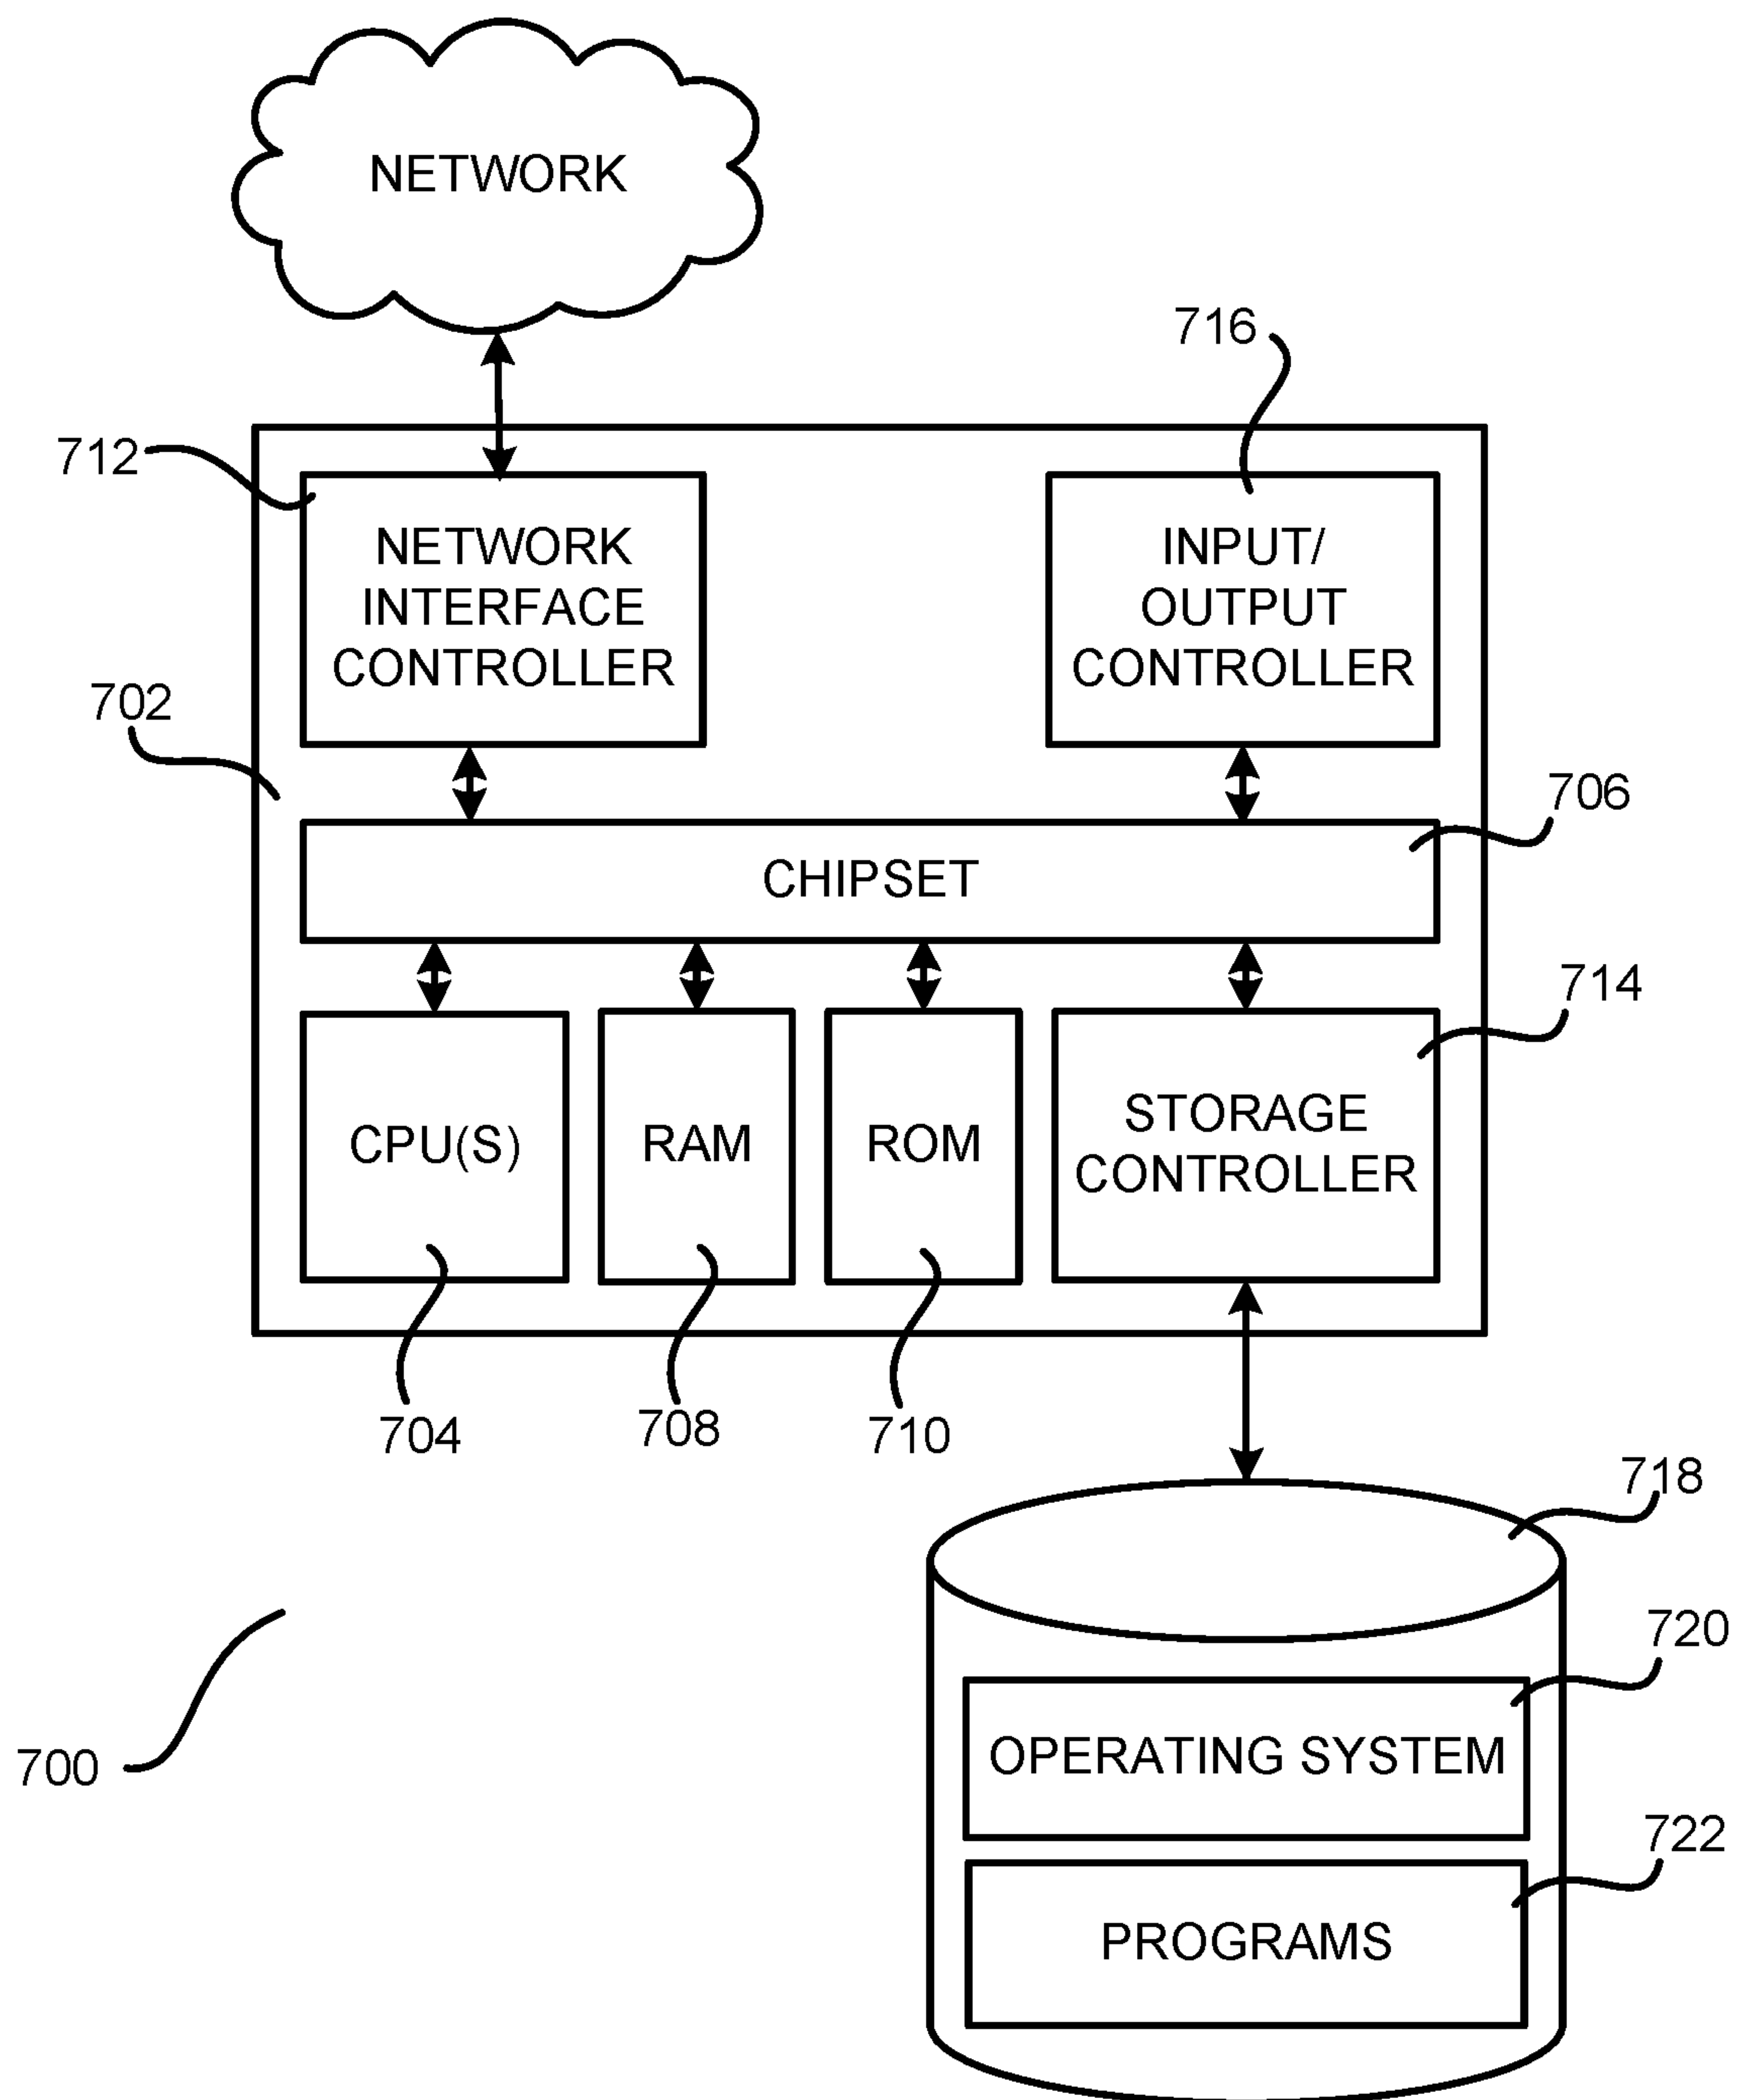 NETWORK
716
712
NETWORK
INTERFACE
CONTROLLER
INPUT/
OUTPUT
CONTROLLER
702
706
CHIPSET
714
CPU(S)
RAM
ROM
STORAGE
CONTROLLER
704
708
710
718
720
OPERATING SYSTEM
700
722
PROGRAMS